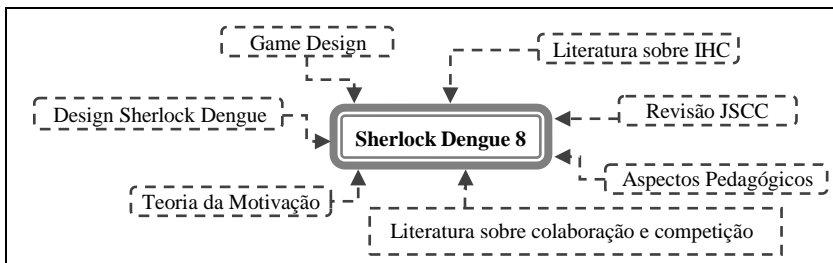 Game Design
Literatura sobre IHC
Design Sherlock Dengue
Sherlock Dengue 8
Revisão JSCC
Teoria da Motivação
Aspectos Pedagógicos
Literatura sobre colaboração e competição